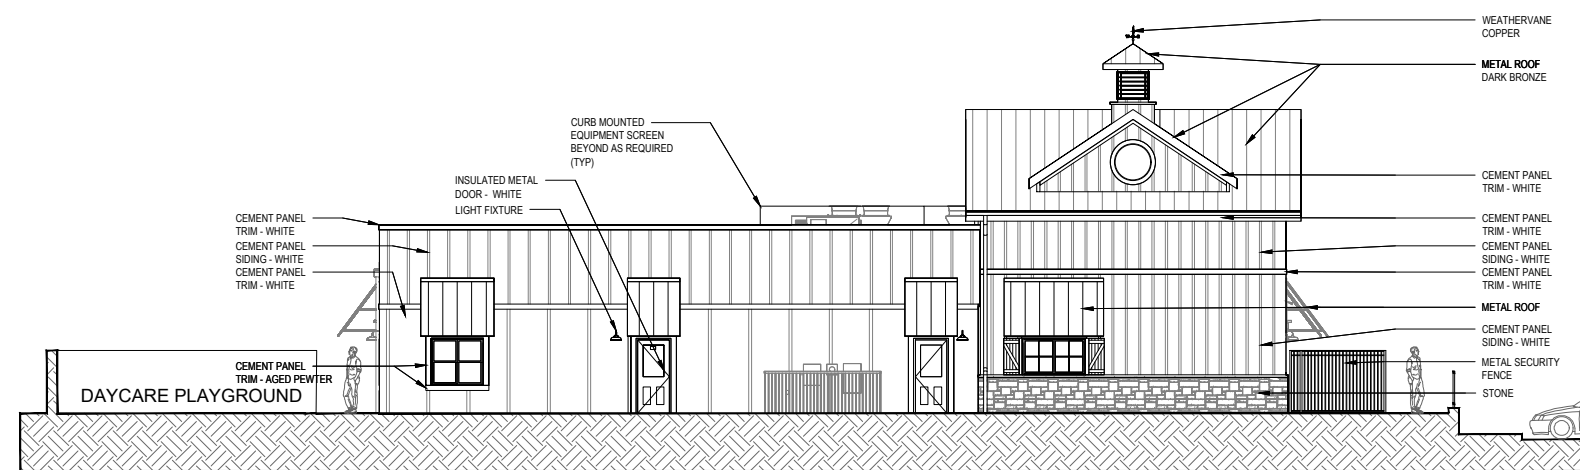 WEATHERVANE
COPPER
METAL ROOF
DARK BRONZE
CURB MOUNTED
EQUIPMENT SCREEN
BEYOND AS REQUIRED
(TYP)
INSULATED METAL
DOOR - WHITE
LIGHT FIXTURE
CEMENT PANEL
TRIM - WHITE
CEMENT PANEL
SIDING - WHITE
CEMENT PANEL
TRIM - WHITE
CEMENT PANEL
TRIM - AGED PEWTER
DAYCARE PLAYGROUND
CEMENT PANEL
TRIM - WHITE
CEMENT PANEL
TRIM - WHITE
CEMENT PANEL
SIDING - WHITE
CEMENT PANEL
TRIM - WHITE
METAL ROOF
CEMENT PANEL
SIDING - WHITE
METAL SECURITY
FENCE
STONE